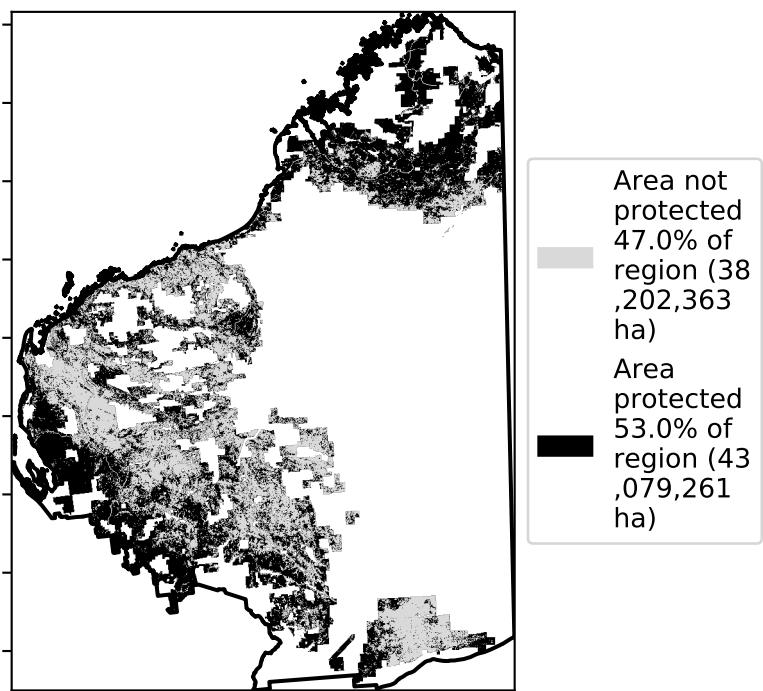 Area not
protected
47.0% of
region (38
,202,363
ha)
Area
protected
53.0% of
region (43
,079,261
ha)